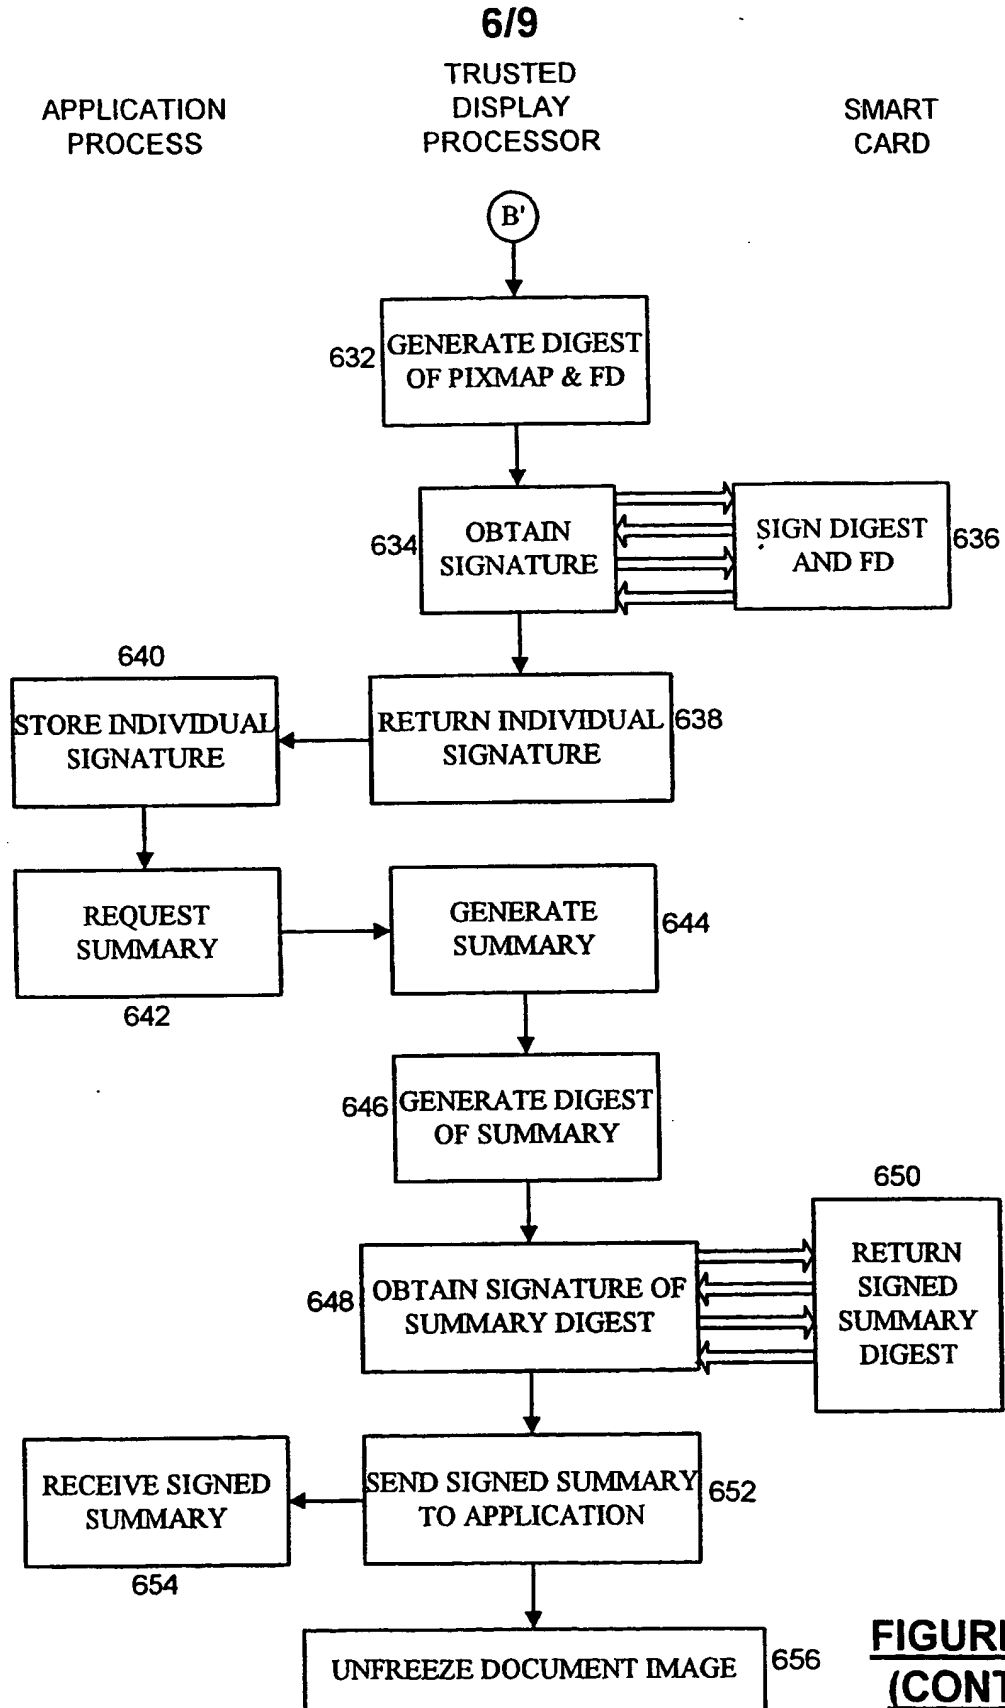 6/9
APPLICATION
PROCESS
TRUSTED
DISPLAY
PROCESSOR
SMART
CARD
B'
632
GENERATE DIGEST
OF PIXMAP & FD
634
OBTAIN
SIGNATURE
SIGN DIGEST
AND FD
636
640
STORE INDIVIDUAL
SIGNATURE
RETURN INDIVIDUAL
SIGNATURE
638
REQUEST
SUMMARY
642
GENERATE
SUMMARY
644
646
GENERATE DIGEST
OF SUMMARY
648
OBTAIN SIGNATURE OF
SUMMARY DIGEST
650
RETURN
SIGNED
SUMMARY
DIGEST
RECEIVE SIGNED
SUMMARY
654
SEND SIGNED SUMMARY
TO APPLICATION
652
UNFREEZE DOCUMENT IMAGE
656
FIGURE
(CONT